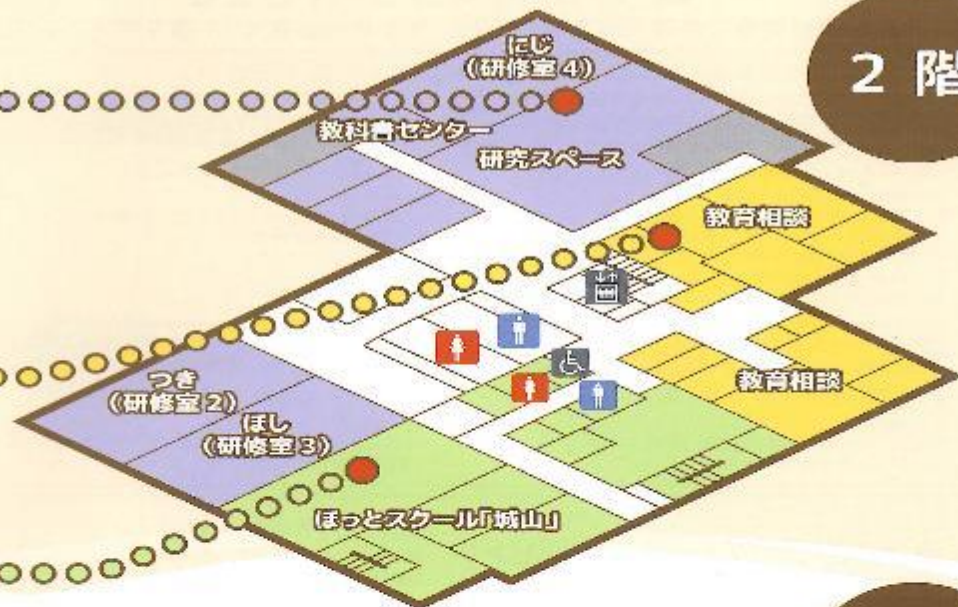 2 階
にじ
(研修室4)
教科書センター
研究スペース
教育相談
教育相談
つき
(研修室2)
ほし
(研修室3)
ほっとスクール「城山」